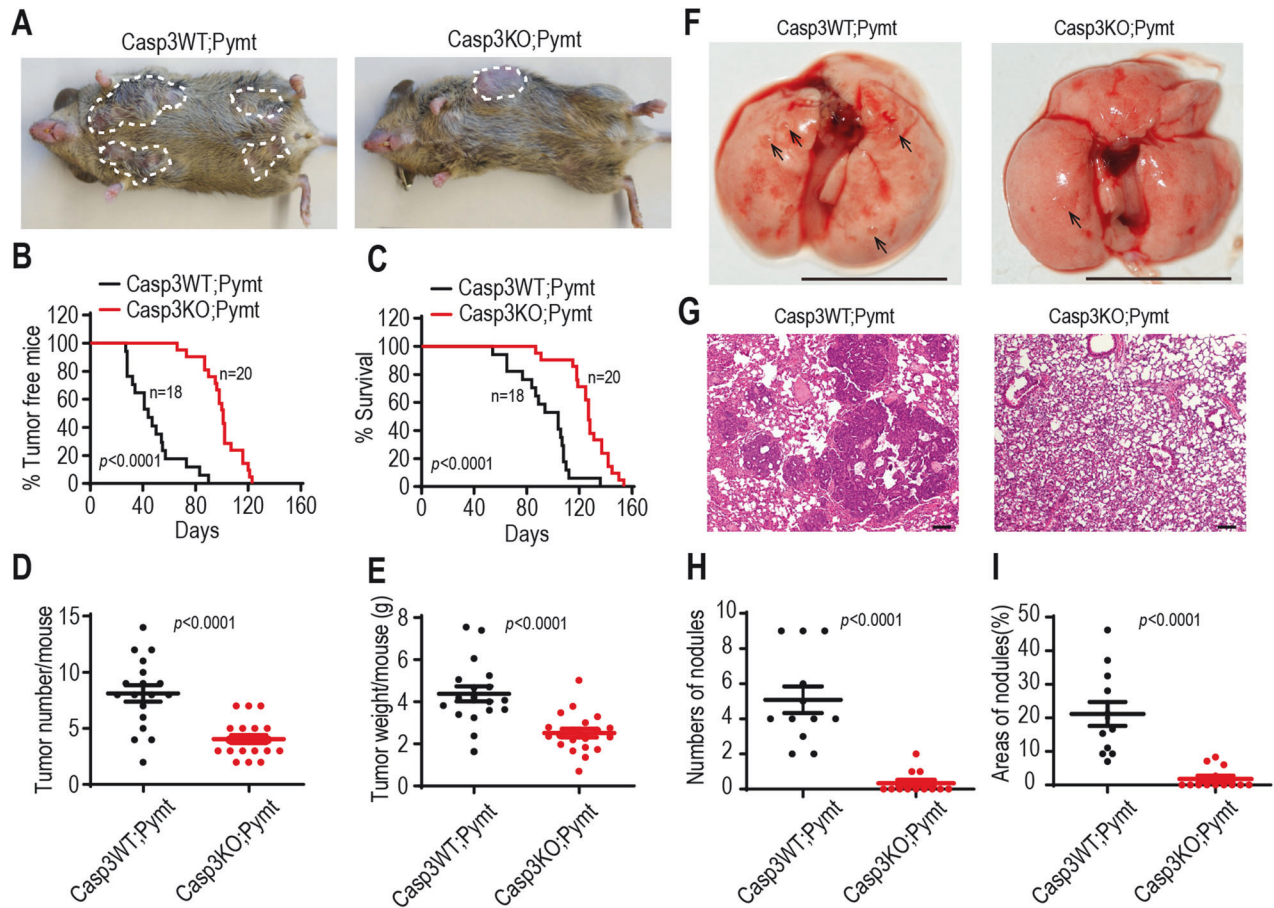 A
Casp3WT;Pymt
Casp3KO;Pymt
B
Casp3WT;Pymt
Casp3KO;Pymt
% Tumor free mice
120
100
80
60
40
20
0
n=18
n=20
p<0.0001
0 40 80 120 160
Days
C
Casp3WT;Pymt
Casp3KO;Pymt
% Survival
120
100
80
60
40
20
0
n=18
n=20
p<0.0001
0 40 80 120 160
Days
D
Tumor number/mouse
15
10
5
0
p<0.0001
Casp3WT;Pymt
Casp3KO;Pymt
E
Tumor weight/mouse (g)
8
6
4
2
0
p<0.0001
Casp3WT;Pymt
Casp3KO;Pymt
F
Casp3WT;Pymt
Casp3KO;Pymt
G
Casp3WT;Pymt
Casp3KO;Pymt
H
Numbers of nodules
10
8
6
4
2
0
p<0.0001
Casp3WT;Pymt
Casp3KO;Pymt
I
Areas of nodules(%)
50
40
30
20
10
0
p<0.0001
Casp3WT;Pymt
Casp3KO;Pymt